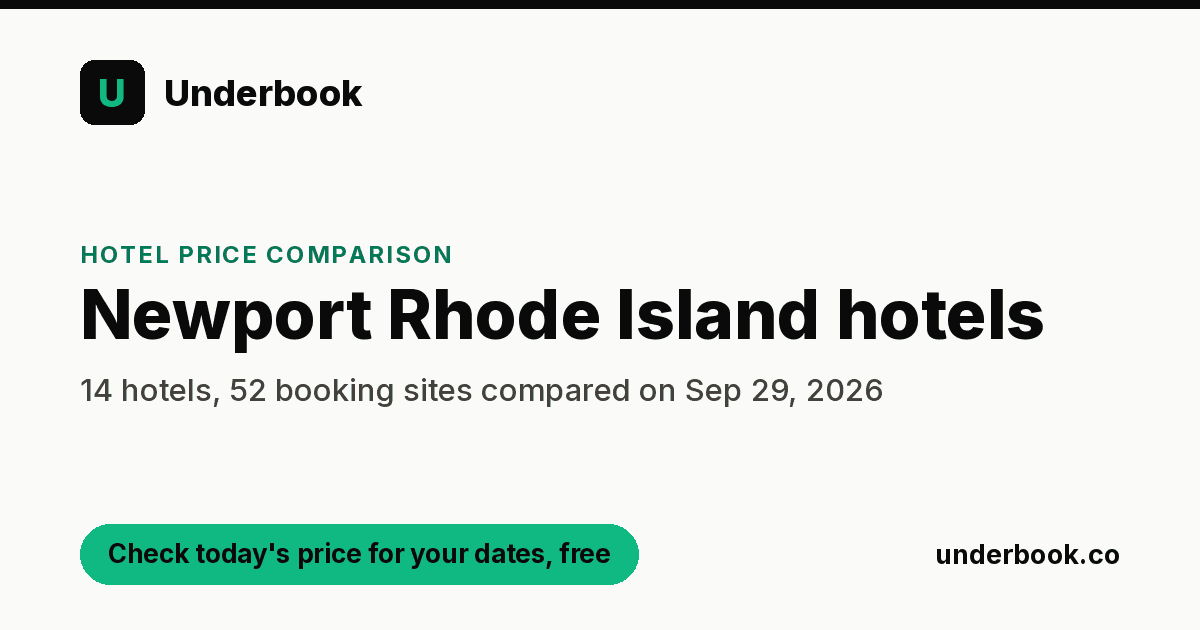 U Underbook
HOTEL PRICE COMPARISON
Newport Rhode Island hotels
14 hotels, 52 booking sites compared on Sep 29, 2026
Check today's price for your dates, free
underbook.co